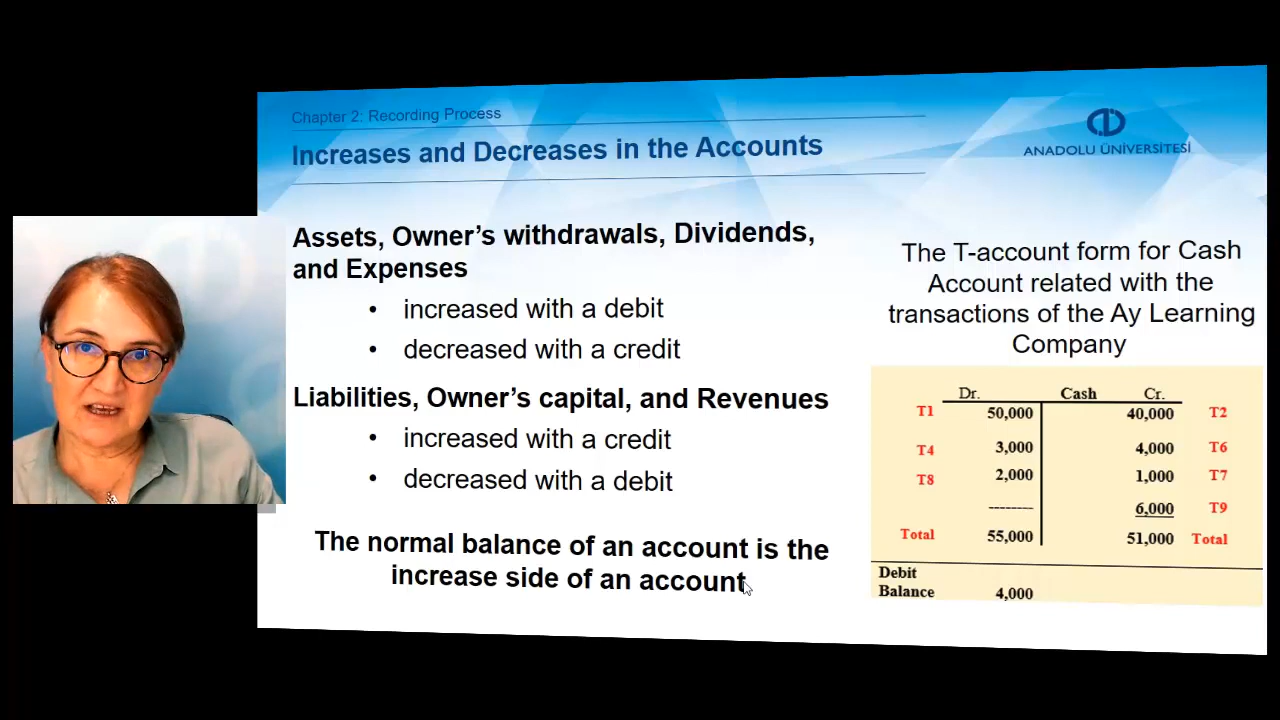 Chapter 2: Recording Process
Increases and Decreases in the Accounts
ANADOLU ÜNİVERSİTESİ
Assets, Owner's withdrawals, Dividends,
and Expenses
• increased with a debit
• decreased with a credit
Liabilities, Owner's capital, and Revenues
• increased with a credit
• decreased with a debit
The normal balance of an account is the
increase side of an account
The T-account form for Cash
Account related with the
transactions of the Ay Learning
Company
Dr. Cash Cr.
T1 50,000 40,000 T2
T4 3,000 4,000 T6
T8 2,000 1,000 T7
-------- 6,000 T9
Total 55,000 51,000 Total
Debit
Balance 4,000